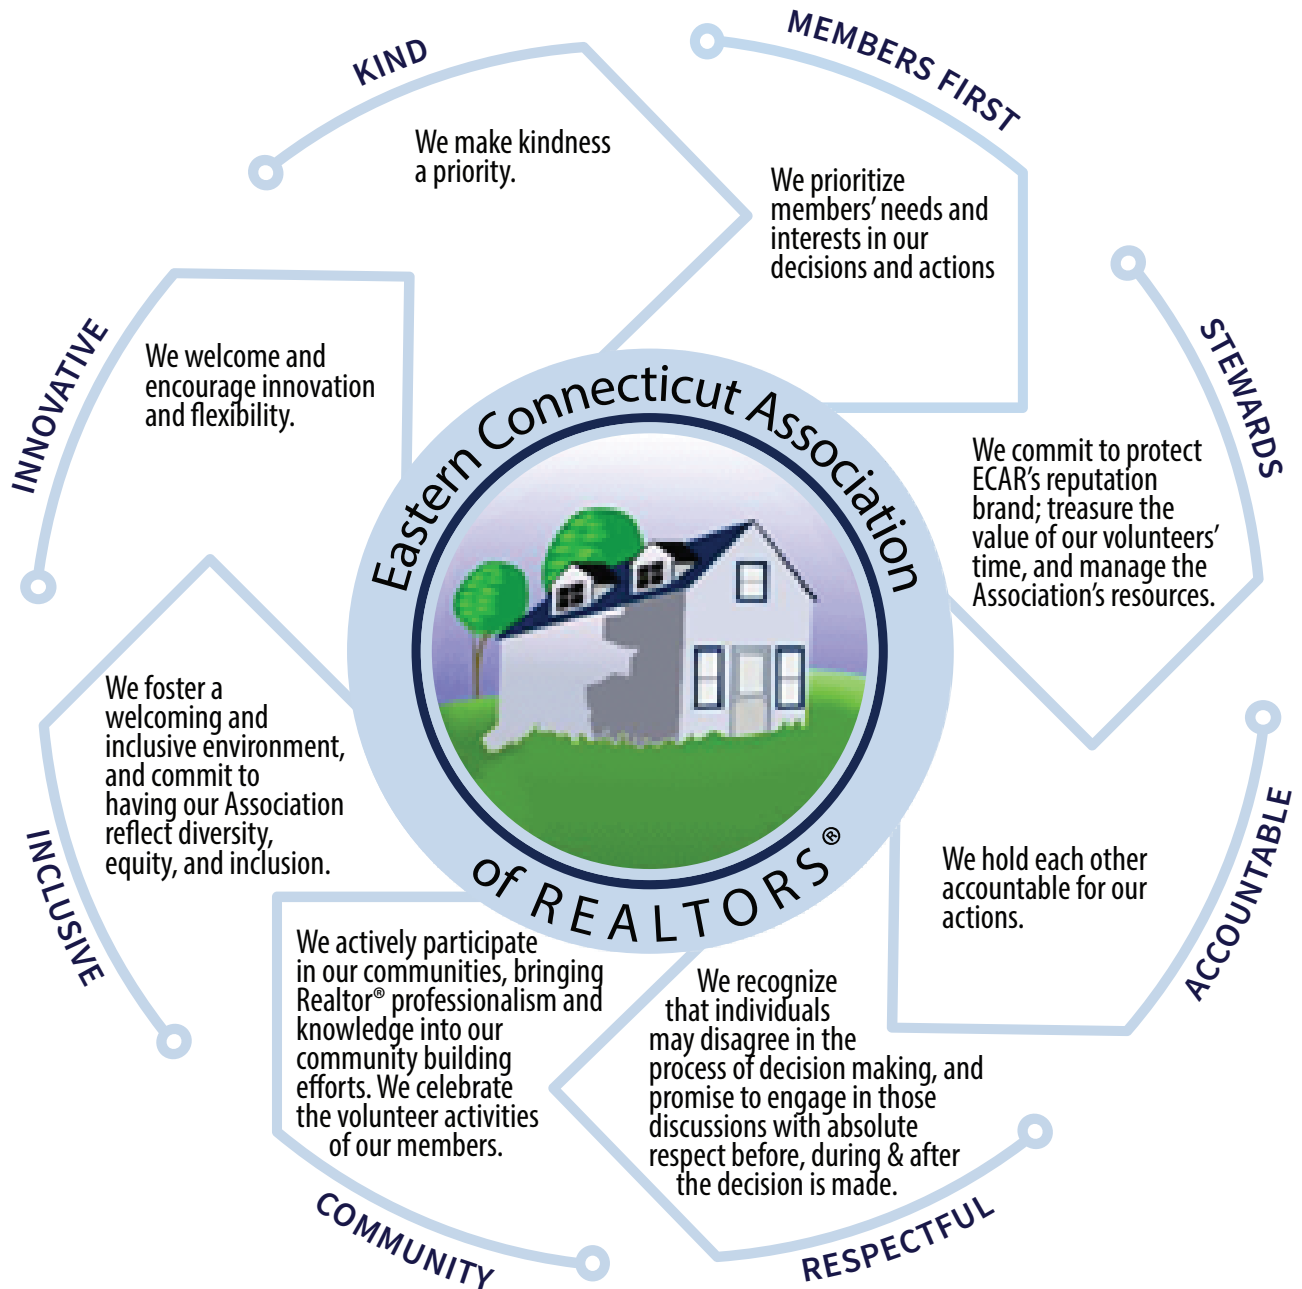 KIND
We make kindness
a priority.
MEMBERS FIRST
We prioritize
members’ needs and
interests in our
decisions and actions
STEWARDS
We commit to protect
ECAR’s reputation
brand; treasure the
value of our volunteers’
time, and manage the
Association’s resources.
ACCOUNTABLE
We hold each other
accountable for our
actions.
RESPECTFUL
We recognize
that individuals
may disagree in the
process of decision making, and
promise to engage in those
discussions with absolute
respect before, during & after
the decision is made.
COMMUNITY
We actively participate
in our communities, bringing
Realtor® professionalism and
knowledge into our
community building
efforts. We celebrate
the volunteer activities
of our members.
INCLUSIVE
We foster a
welcoming and
inclusive environment,
and commit to
having our Association
reflect diversity,
equity, and inclusion.
INNOVATIVE
We welcome and
encourage innovation
and flexibility.
Eastern Connecticut Association
of REALTORS®